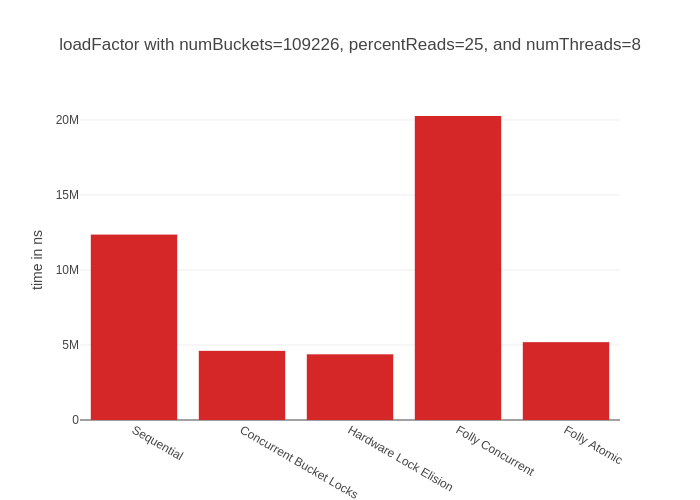 loadFactor with numBuckets=109226, percentReads=25, and numThreads=8
20M
15M
10M
5M
0
time in ns
Sequential
Concurrent Bucket Locks
Hardware Lock Elision
Folly Concurrent
Folly Atomic